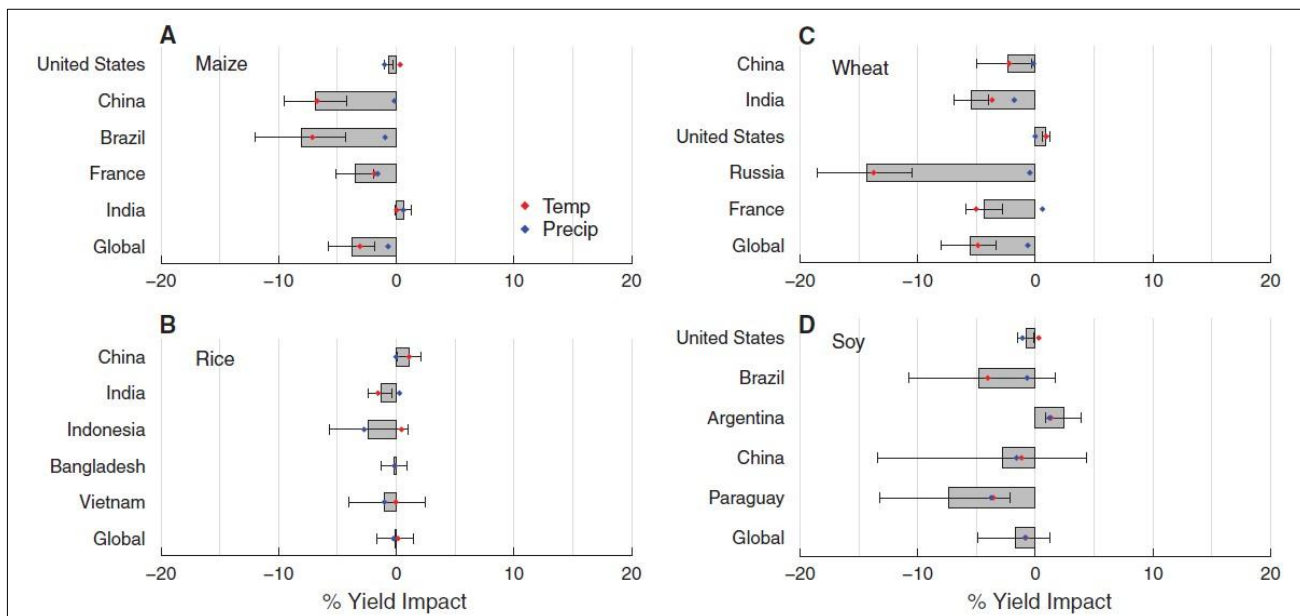 A
Maize
United States
China
Brazil
France
India
Global
Temp
Precip
−20 −10 0 10 20
B
Rice
China
India
Indonesia
Bangladesh
Vietnam
Global
−20 −10 0 10 20
% Yield Impact
C
Wheat
China
India
United States
Russia
France
Global
−20 −10 0 10 20
D
Soy
United States
Brazil
Argentina
China
Paraguay
Global
−20 −10 0 10 20
% Yield Impact